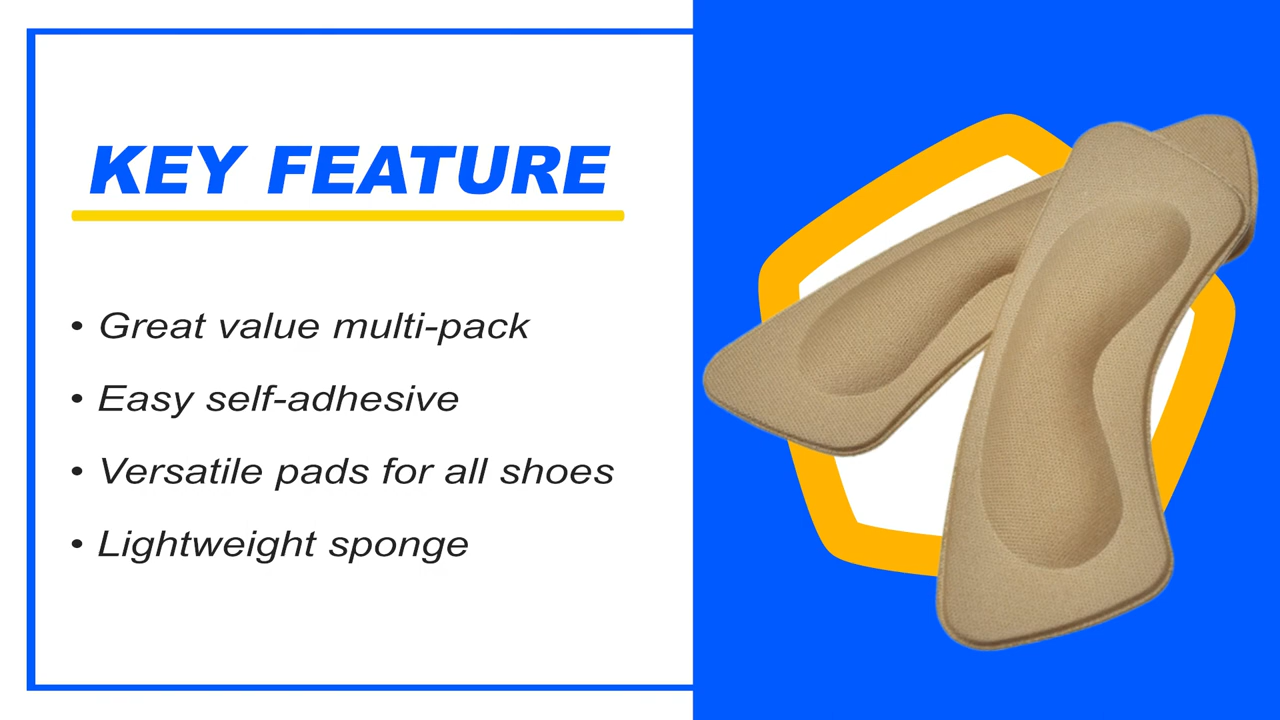 KEY FEATURE
• Great value multi-pack
• Easy self-adhesive
• Versatile pads for all shoes
• Lightweight sponge